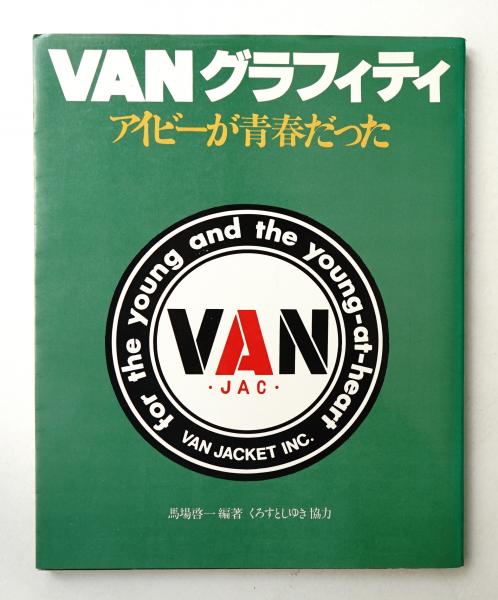 VANグラフィティ
アイビーが青春だった
for the young and the young-at-heart
VAN
・JAC・
VAN JACKET INC.
馬場啓一 編著 くろすとしゆき 協力